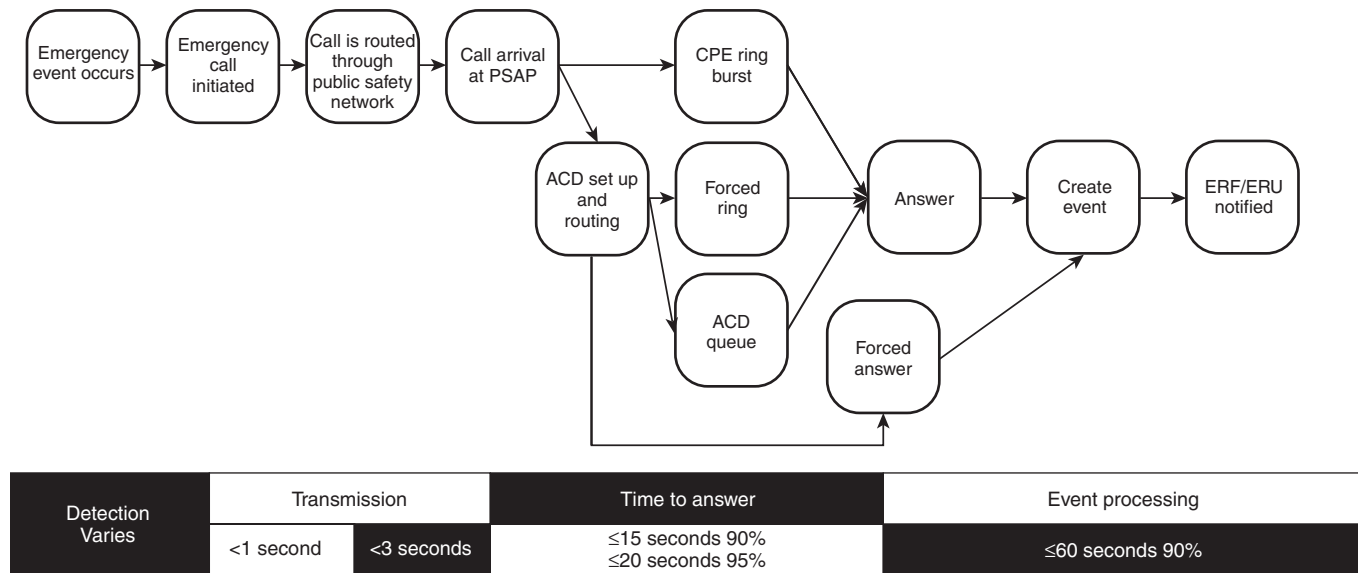 Emergency
event occurs
Emergency
call
initiated
Call is routed
through
public safety
network
Call arrival
at PSAP
CPE ring
burst
ACD set up
and
routing
Forced
ring
Answer
Create
event
ERF/ERU
notified
ACD
queue
Forced
answer
Detection
Varies
Transmission
<1 second
<3 seconds
Time to answer
≤15 seconds 90%
≤20 seconds 95%
Event processing
≤60 seconds 90%